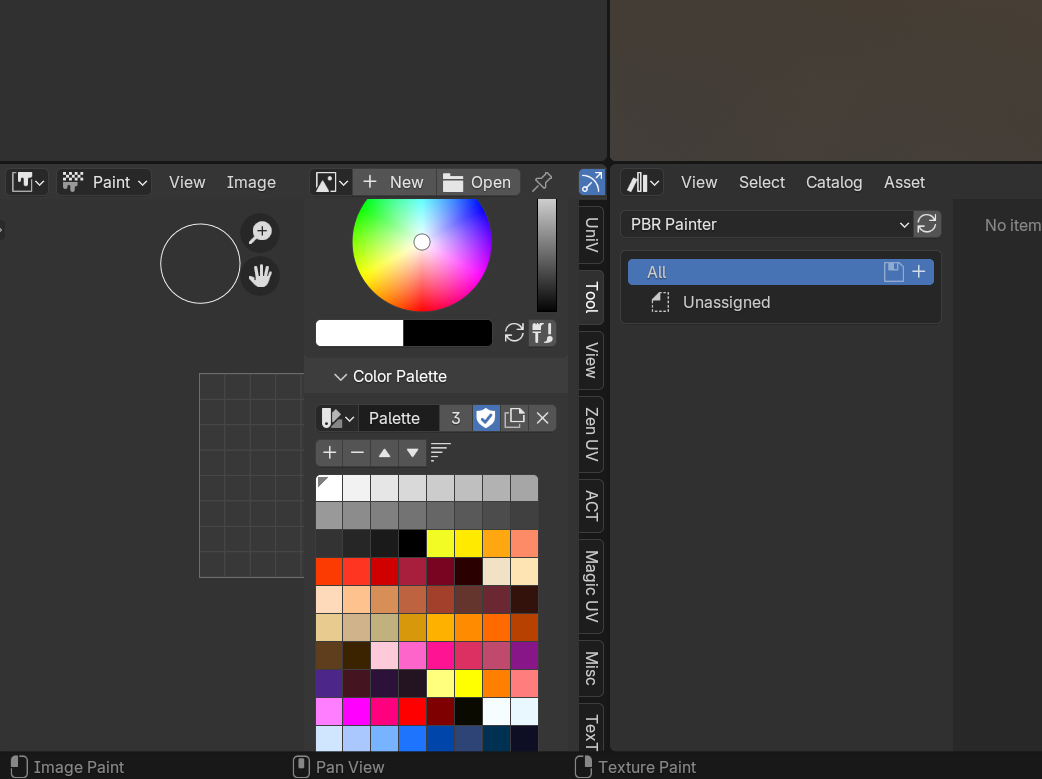 Paint View Image New Open
View Select Catalog Asset
PBR Painter
No item
All
Unassigned
UniV
Tool
View
Zen UV
ACT
Magic UV
Misc
TexT
Color Palette
Palette 3
Image Paint Pan View Texture Paint